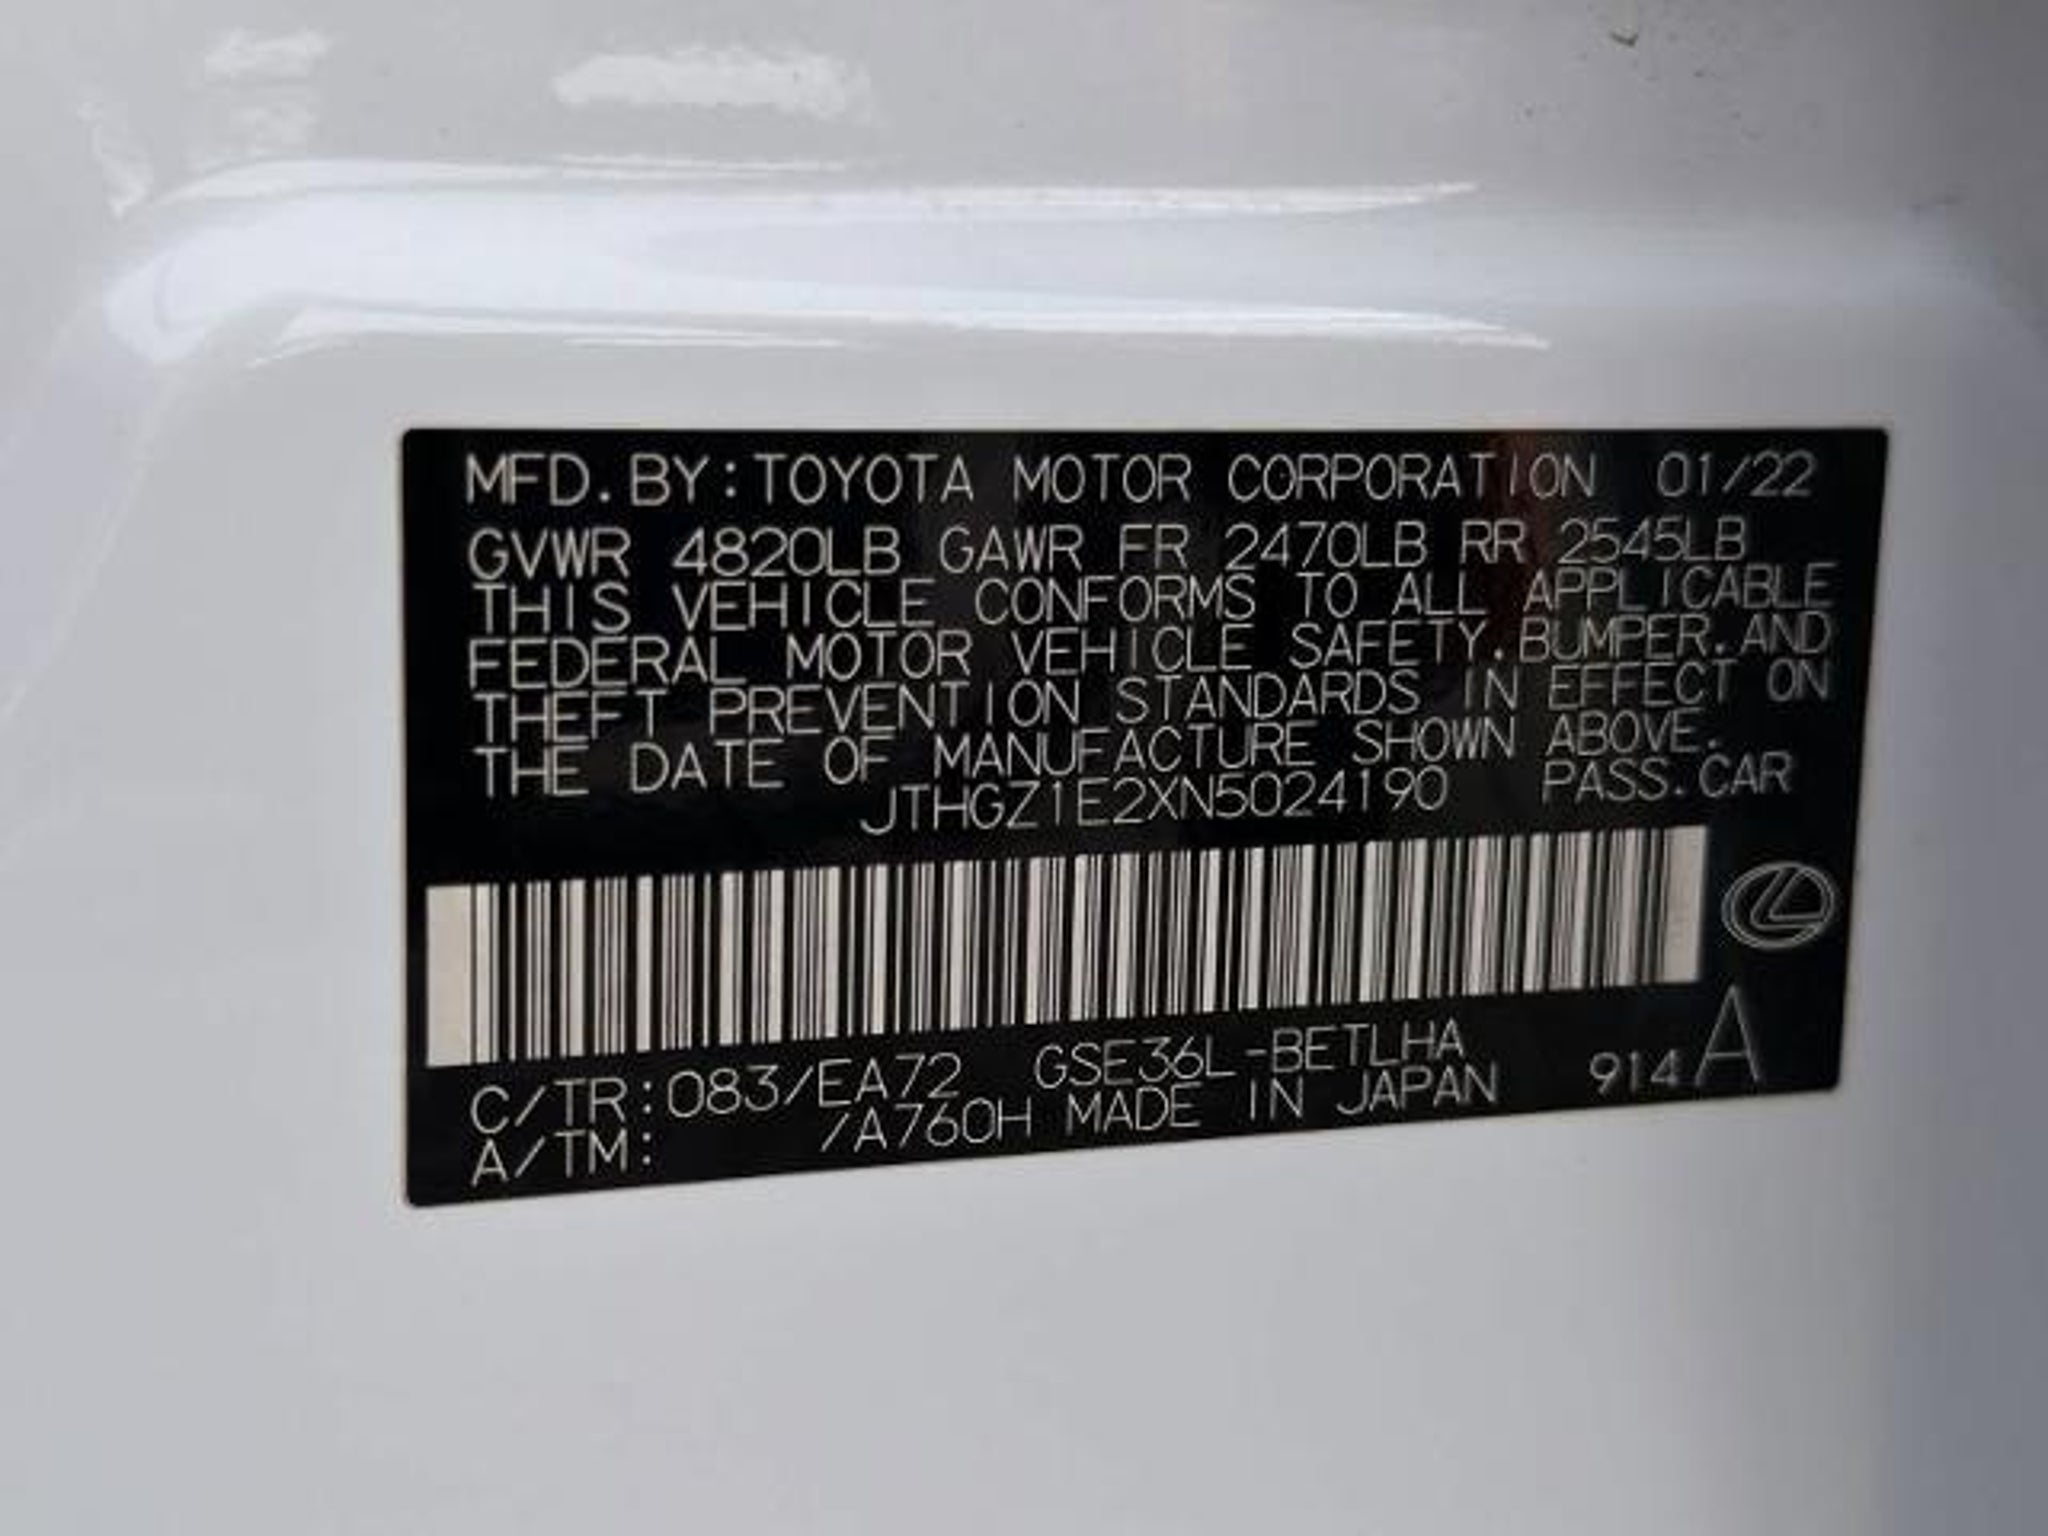 MFD. BY: TOYOTA MOTOR CORPORATION 01/22
GVWR 4820LB GAWR FR 2470LB RR 2545LB
THIS VEHICLE CONFORMS TO ALL APPLICABLE
FEDERAL MOTOR VEHICLE SAFETY. BUMPER. AND
THEFT PREVENTION STANDARDS IN EFFECT ON
THE DATE OF MANUFACTURE SHOWN ABOVE.
JTHGZ1E2XN5024190 PASS. CAR
C/TR: 083/EA72 GSE36L-BETLHA
A/TM: /A760H MADE IN JAPAN 914 A